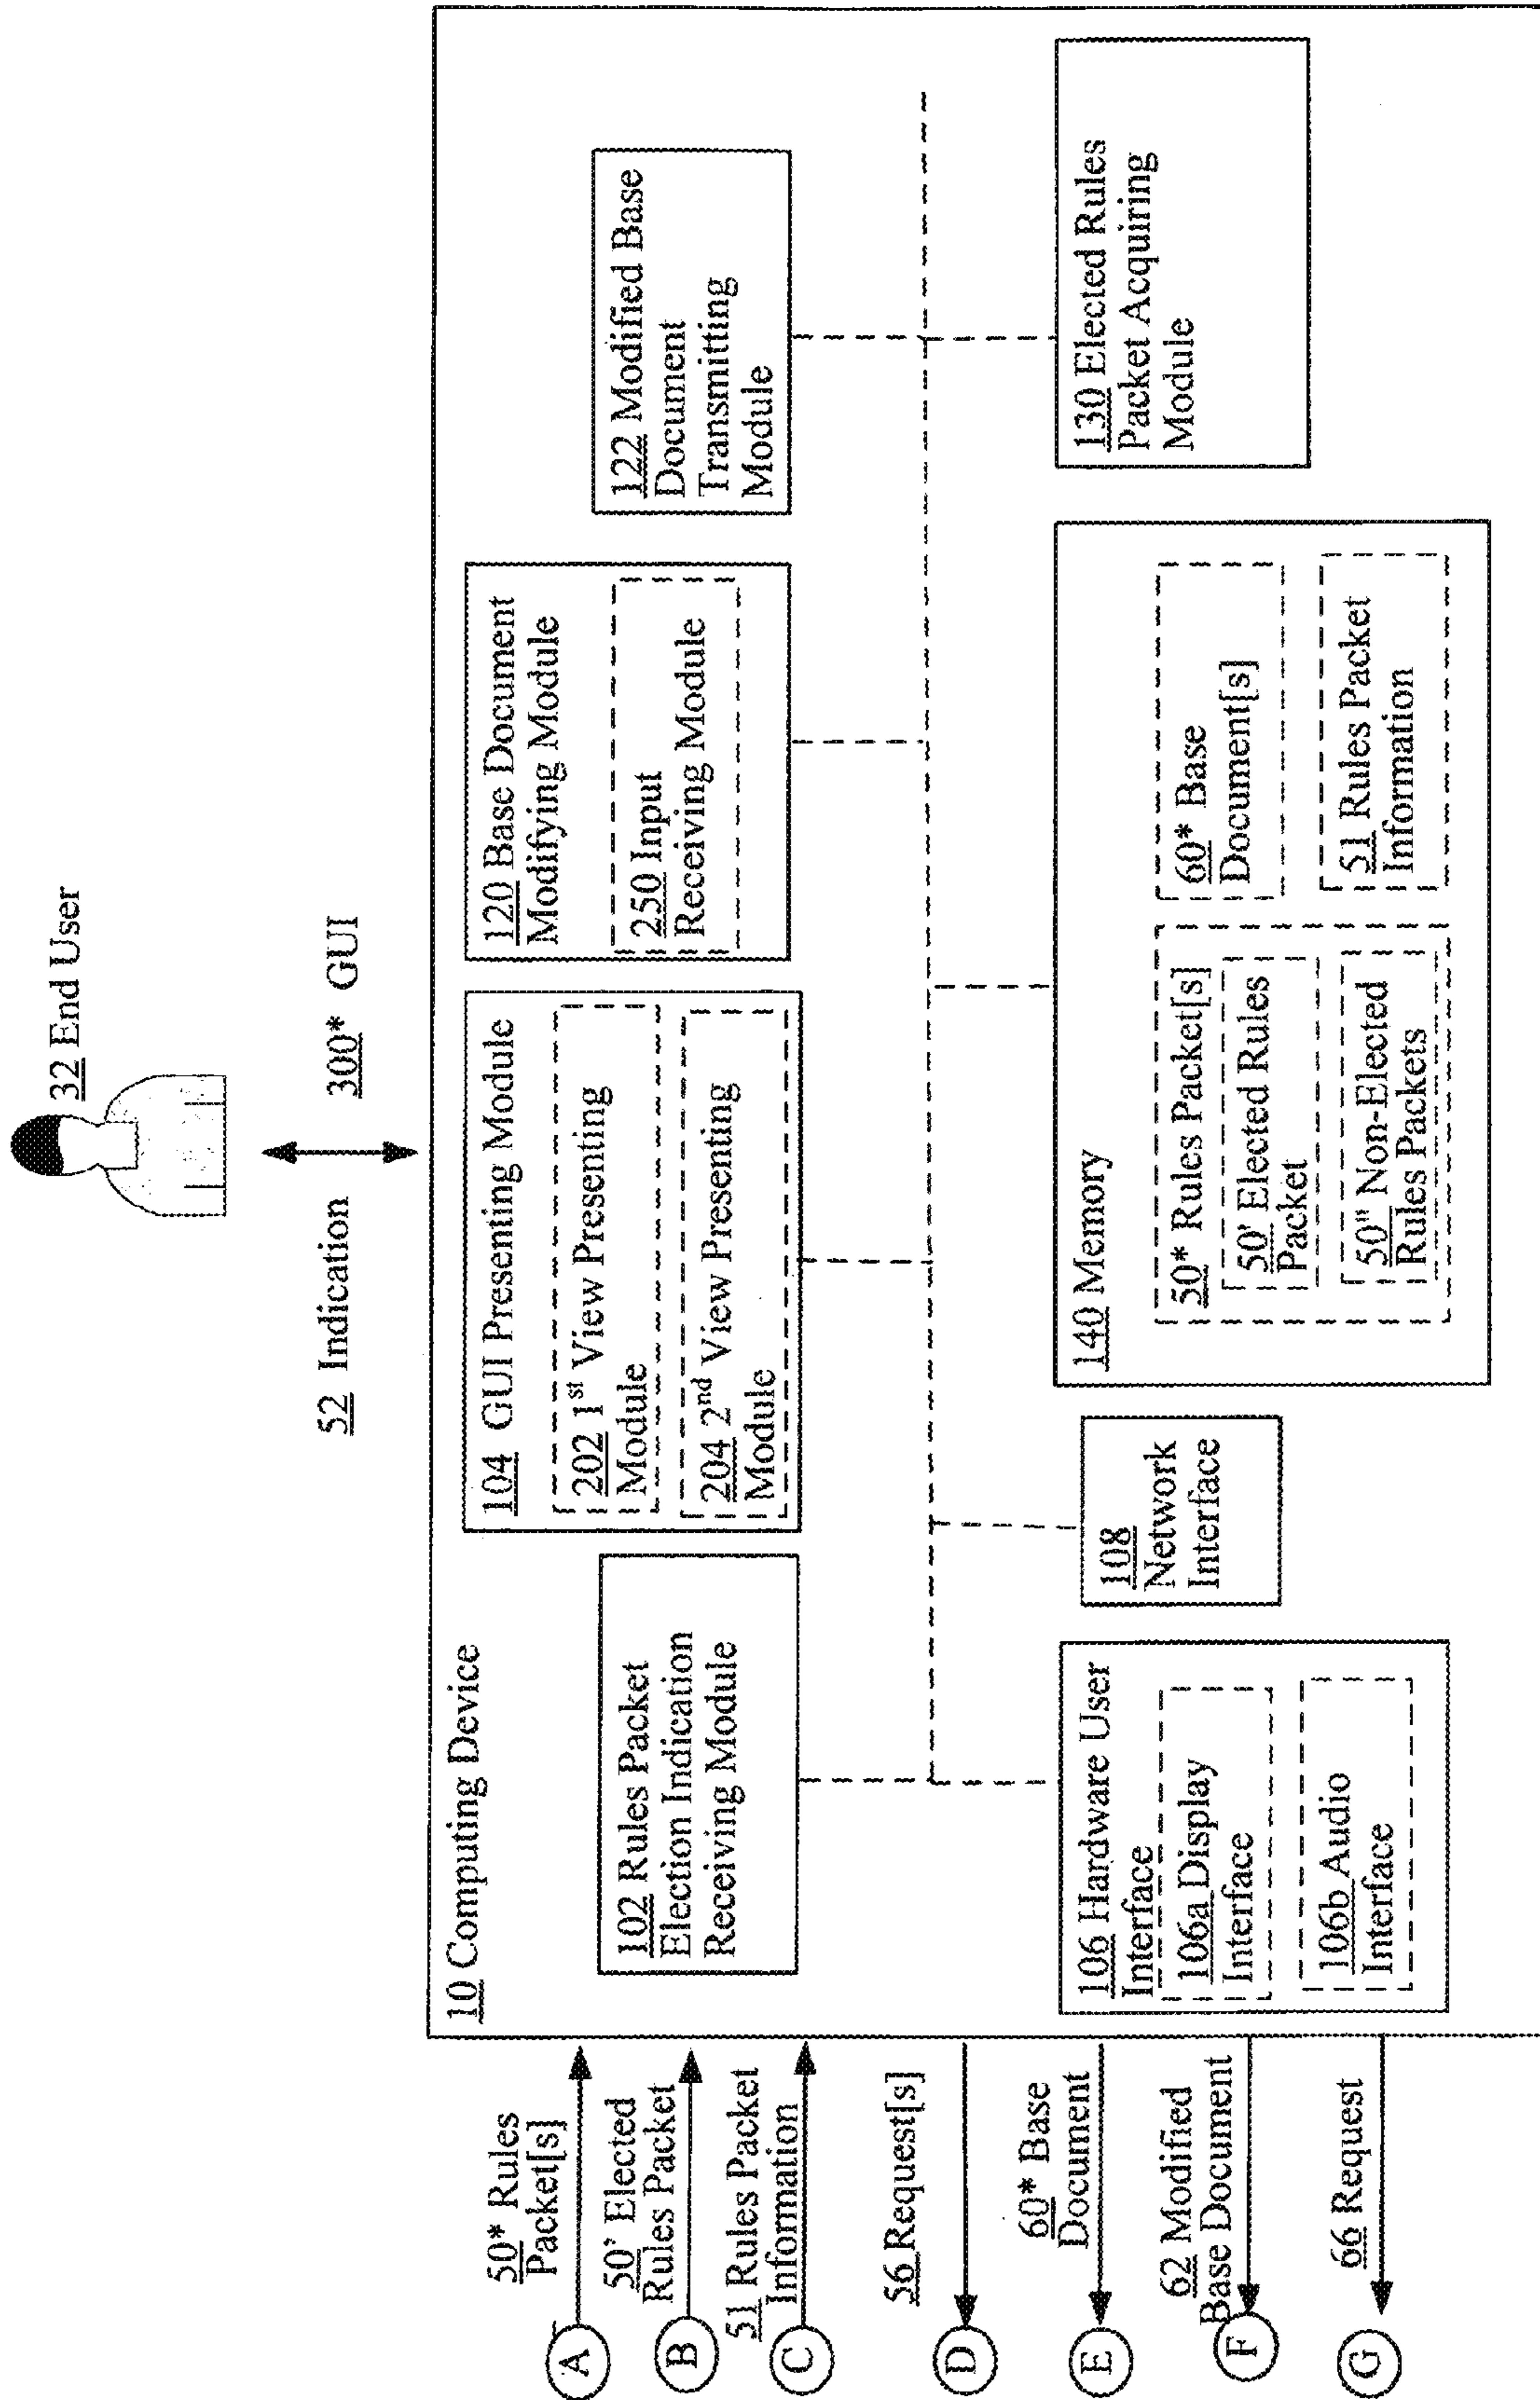 32 End User
52 Indication
300* GUI
10 Computing Device
102 Rules Packet
Election Indication
Receiving Module
104 GUI Presenting Module
202 1st View Presenting
Module
204 2nd View Presenting
Module
120 Base Document
Modifying Module
250 Input
Receiving Module
122 Modified Base
Document
Transmitting
Module
106 Hardware User
Interface
106a Display
Interface
106b Audio
Interface
108
Network
Interface
140 Memory
50* Rules Packet[s]
50' Elected Rules
Packet
50" Non-Elected
Rules Packets
60* Base
Document[s]
51 Rules Packet
Information
130 Elected Rules
Packet Acquiring
Module
50* Rules
Packet[s]
A
50' Elected
Rules Packet
B
51 Rules Packet
Information
C
56 Request[s]
D
60* Base
Document
E
62 Modified
Base Document
F
66 Request
G